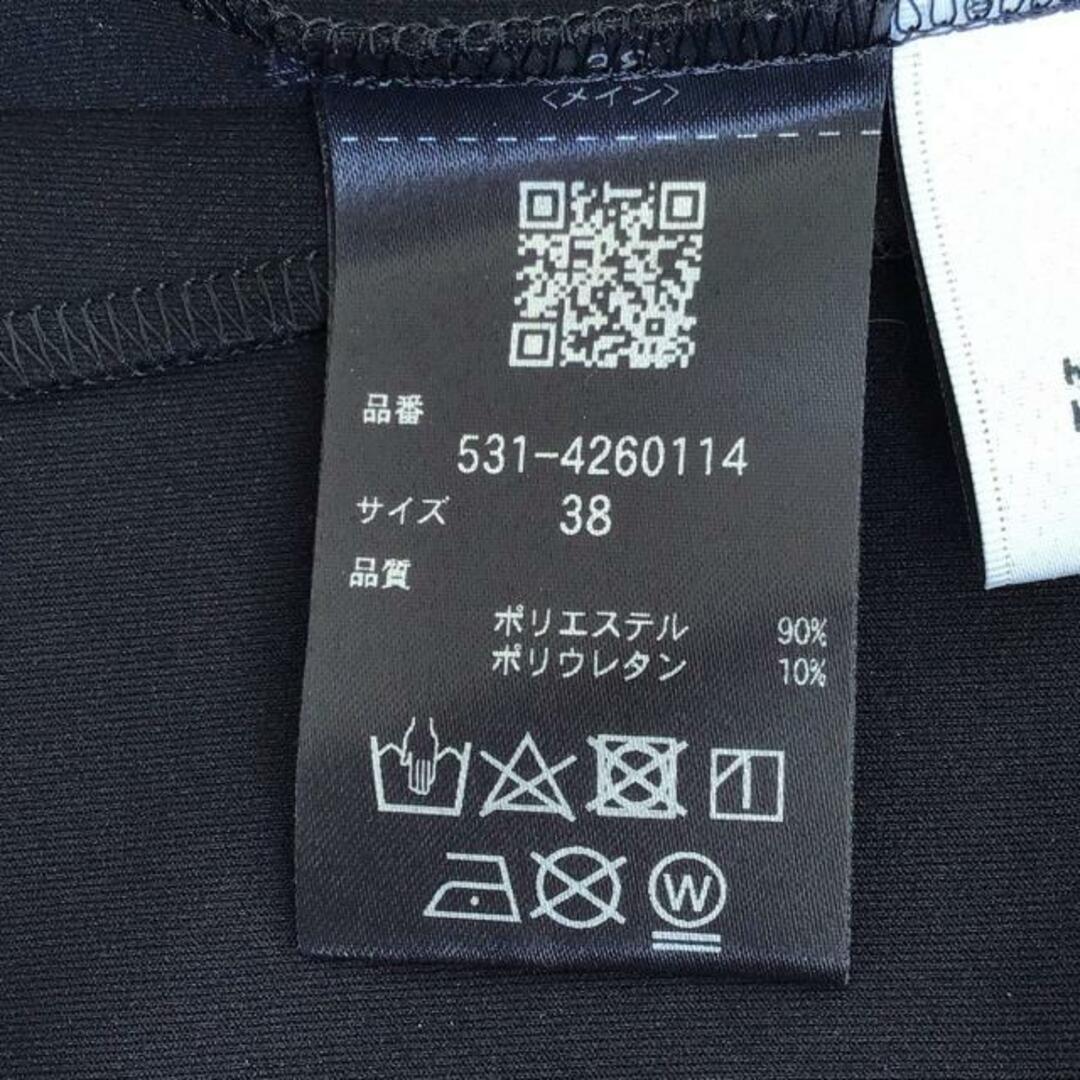 〈メイン〉
品番
531-4260114
サイズ 38
品質
ポリエステル 90%
ポリウレタン 10%
W